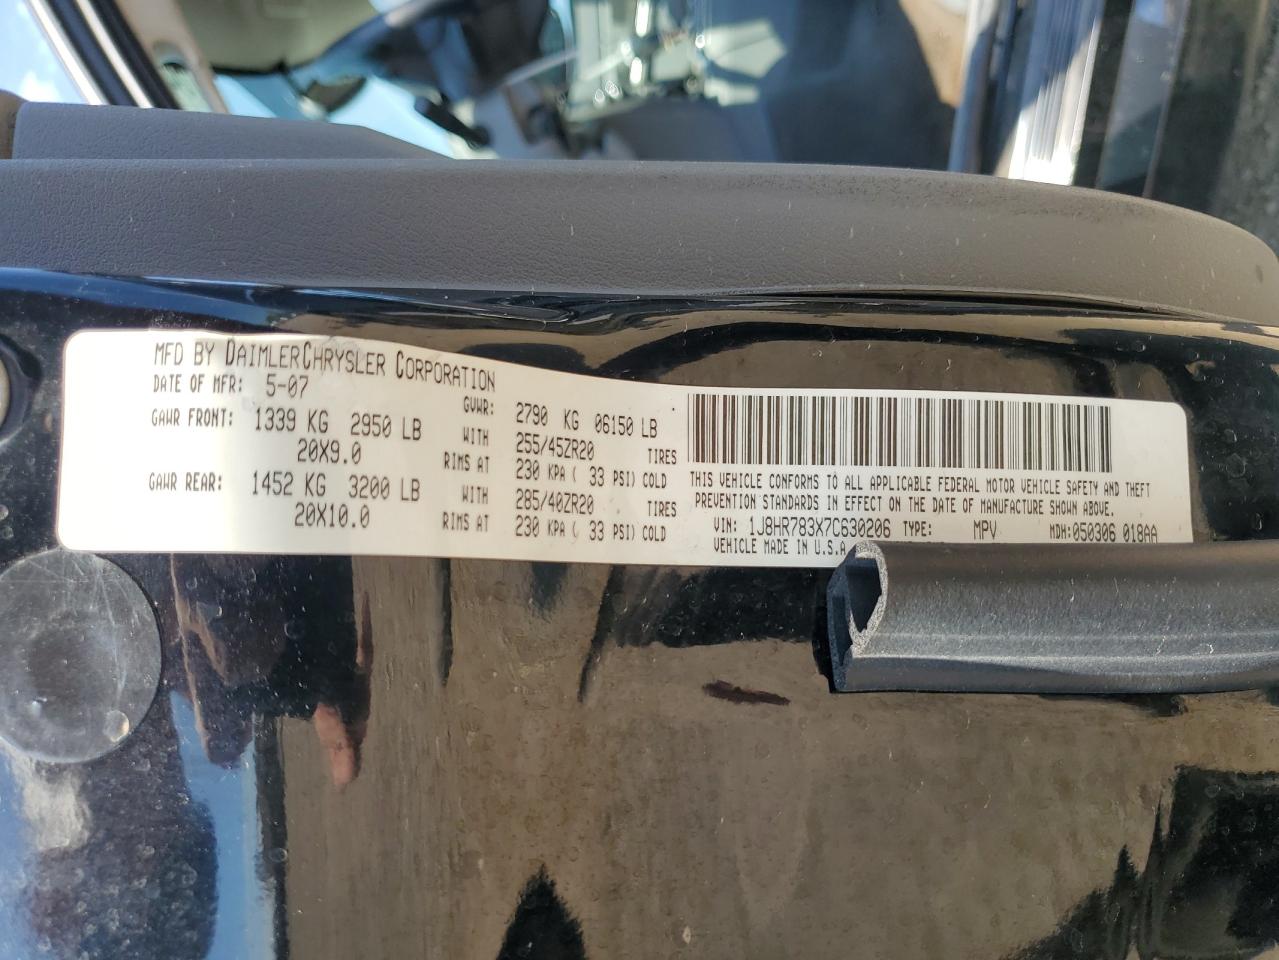 MFD BY DAIMLERCHRYSLER CORPORATION
DATE OF MFR: 5-07 GVWR: 2790 KG 06150 LB
GAWR FRONT: 1339 KG 2950 LB WITH 255/45ZR20 TIRES
20X9.0 RIMS AT 230 KPA ( 33 PSI) COLD
GAWR REAR: 1452 KG 3200 LB WITH 285/40ZR20 TIRES
20X10.0 RIMS AT 230 KPA ( 33 PSI) COLD
THIS VEHICLE CONFORMS TO ALL APPLICABLE FEDERAL MOTOR VEHICLE SAFETY AND THEFT
PREVENTION STANDARDS IN EFFECT ON THE DATE OF MANUFACTURE SHOWN ABOVE.
VIN: 1J8HR783X7C630206 TYPE: MPV MDH: 050306 018AA
VEHICLE MADE IN U.S.A